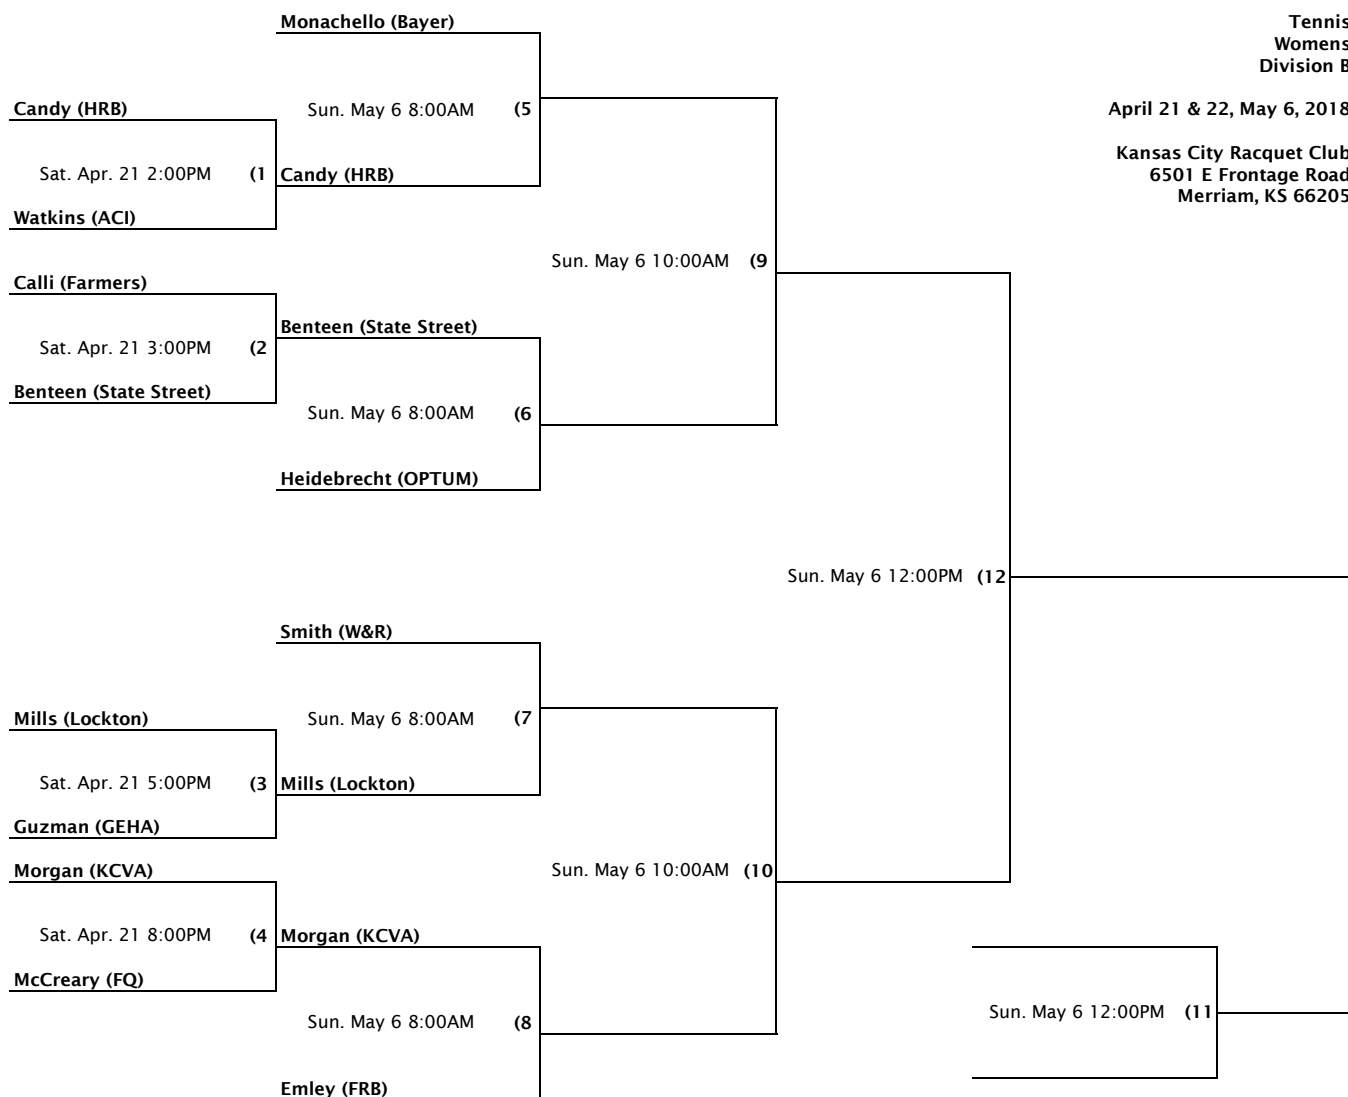 Monachello (Bayer)
Tennis
Womens
Division B
Candy (HRB)
Sun. May 6 8:00AM (5
April 21 & 22, May 6, 2018
Kansas City Racquet Club
Sat. Apr. 21 2:00PM (1
Candy (HRB)
6501 E Frontage Road
Merriam, KS 66205
Watkins (ACI)
Sun. May 6 10:00AM (9
Calli (Farmers)
Benteen (State Street)
Sat. Apr. 21 3:00PM (2
Benteen (State Street)
Sun. May 6 8:00AM (6
Heidebrecht (OPTUM)
Sun. May 6 12:00PM (12
Smith (W&R)
Mills (Lockton)
Sun. May 6 8:00AM (7
Sat. Apr. 21 5:00PM (3
Mills (Lockton)
Guzman (GEHA)
Morgan (KCVA)
Sun. May 6 10:00AM (10
Sat. Apr. 21 8:00PM (4
Morgan (KCVA)
McCreary (FQ)
Sun. May 6 12:00PM (11
Sun. May 6 8:00AM (8
Emley (FRB)